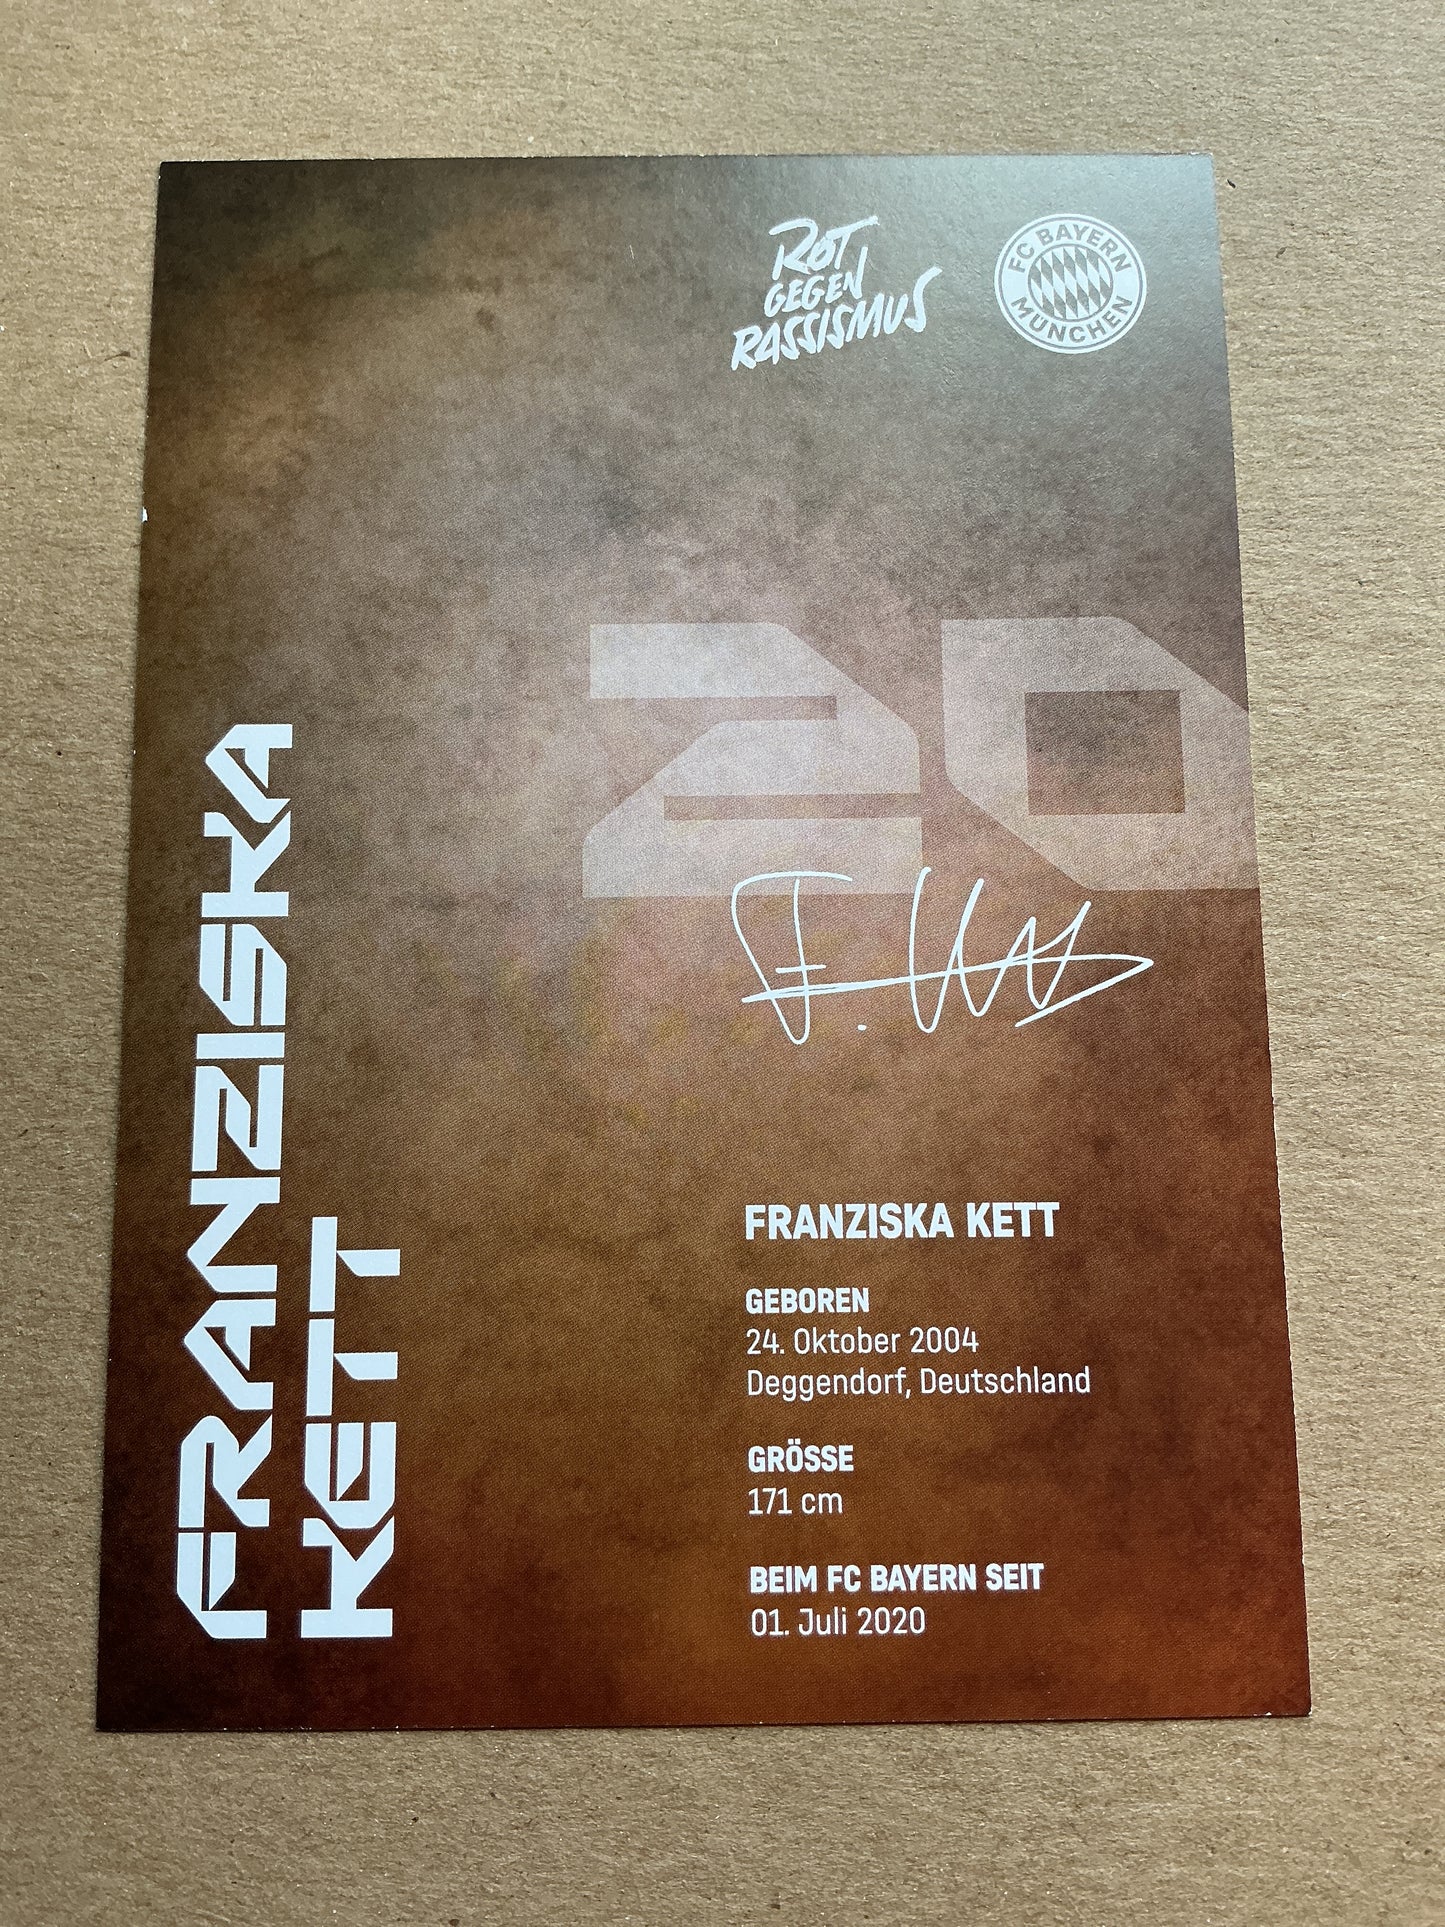 ROT
GEGEN
RASSISMUS
FC BAYERN
MÜNCHEN
20
FRANZISKA
KETT
F. Kett
FRANZISKA KETT
GEBOREN
24. Oktober 2004
Deggendorf, Deutschland
GRÖSSE
171 cm
BEIM FC BAYERN SEIT
01. Juli 2020